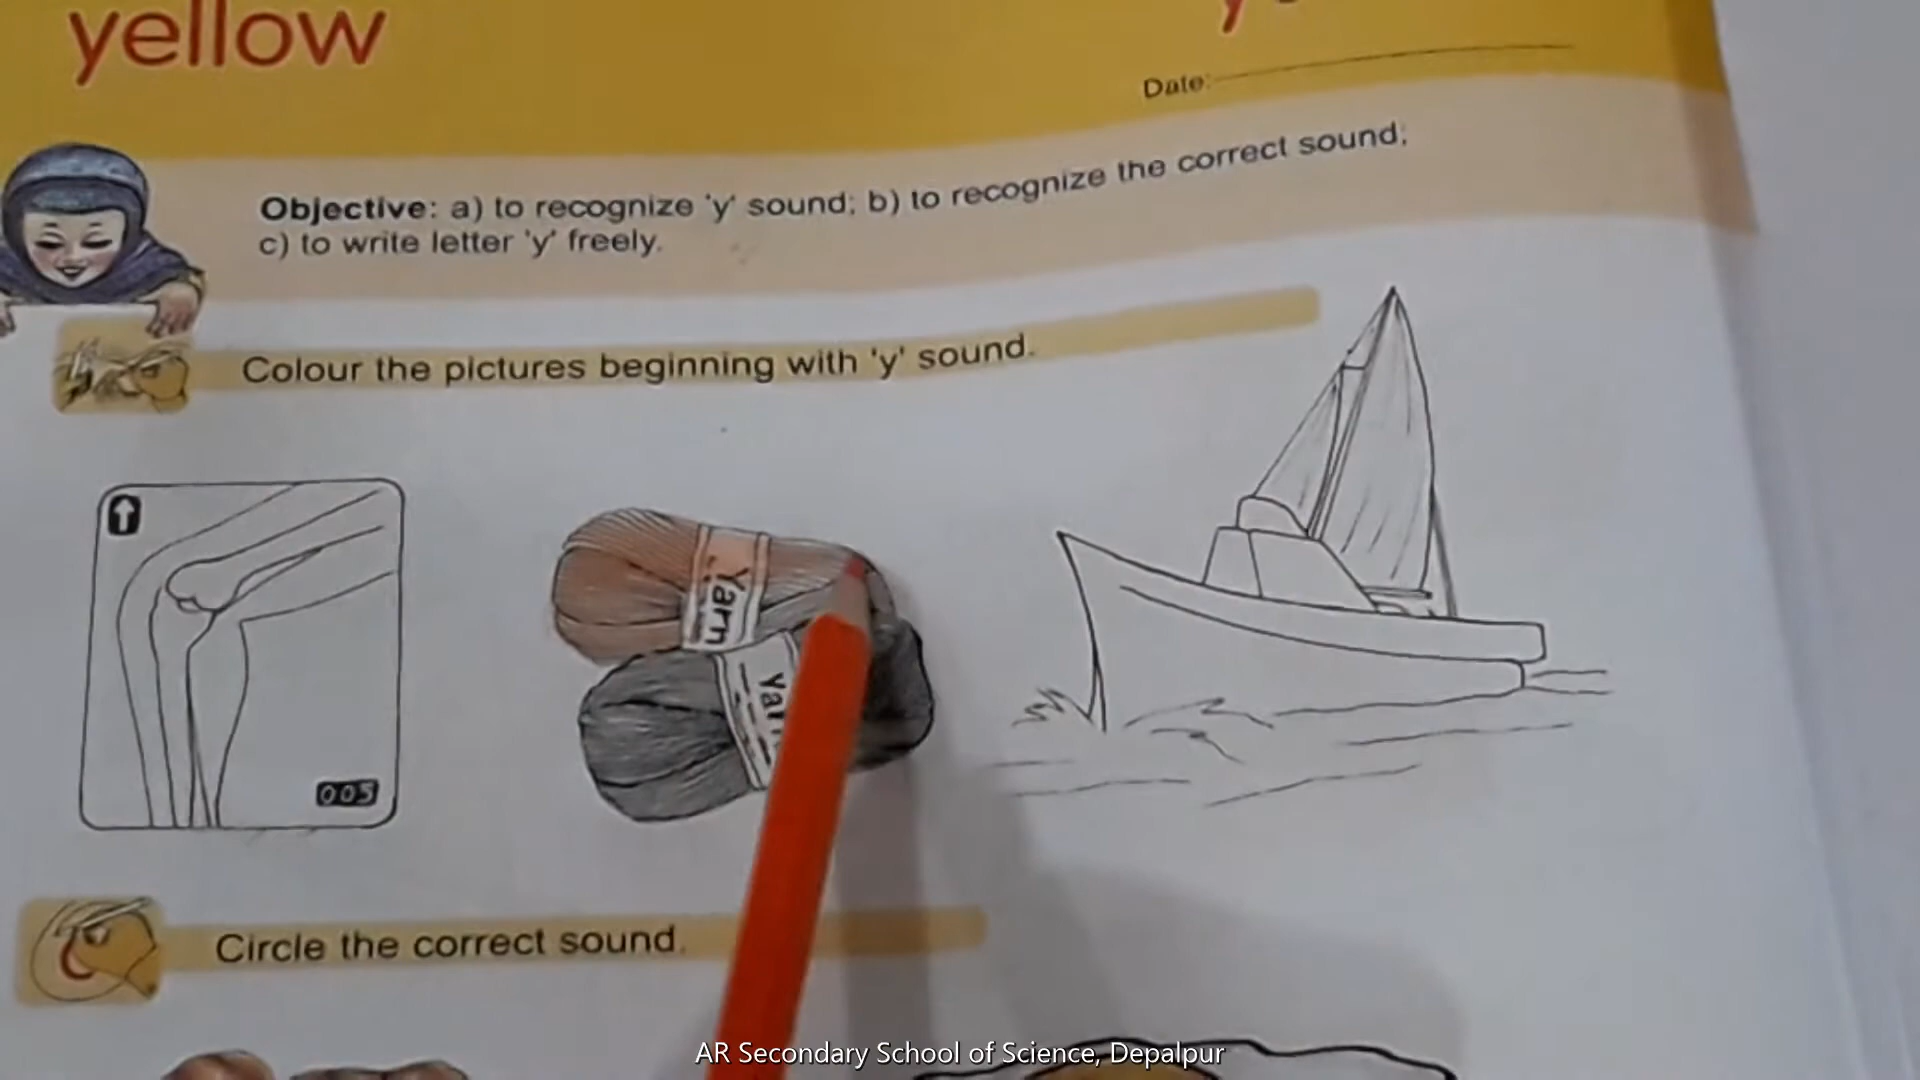 yellow
y
Date:
Objective: a) to recognize 'y' sound; b) to recognize the correct sound;
c) to write letter 'y' freely.
Colour the pictures beginning with 'y' sound.
Yarn
Yarn
005
Circle the correct sound.
AR Secondary School of Science, Depalpur